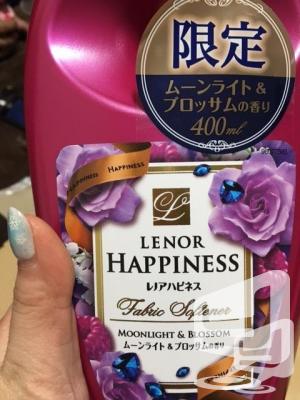 限定
ムーンライト&
ブロッサムの香り
400ml
HAPPINESS
L
LENOR
HAPPINESS
レノアハピネス
Fabric Softener
MOONLIGHT & BLOSSOM
ムーンライト&ブロッサムの香り